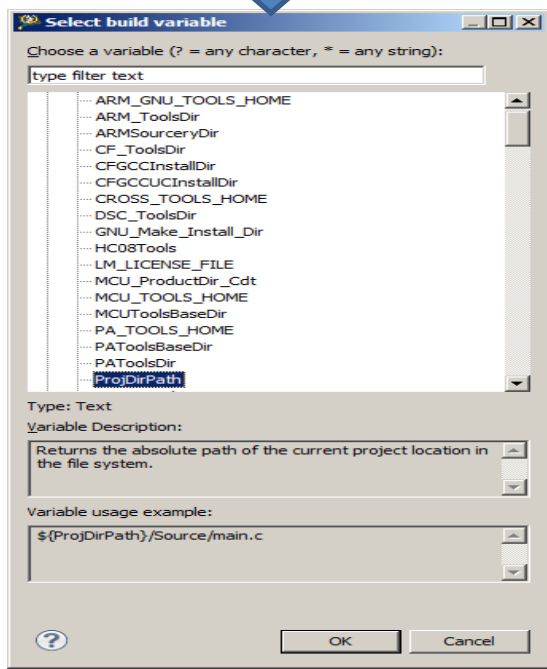 Select build variable
Choose a variable (? = any character, * = any string):
type filter text
ARM_GNU_TOOLS_HOME
ARM_ToolsDir
ARMSourceryDir
CF_ToolsDir
CFGCCInstallDir
CFGCCUCInstallDir
CROSS_TOOLS_HOME
DSC_ToolsDir
GNU_Make_Install_Dir
HC08Tools
LM_LICENSE_FILE
MCU_ProductDir_Cdt
MCU_TOOLS_HOME
MCUToolsBaseDir
PA_TOOLS_HOME
PAToolsBaseDir
PAToolsDir
ProjDirPath
Type: Text
Variable Description:
Returns the absolute path of the current project location in
the file system.
Variable usage example:
${ProjDirPath}/Source/main.c
? OK Cancel